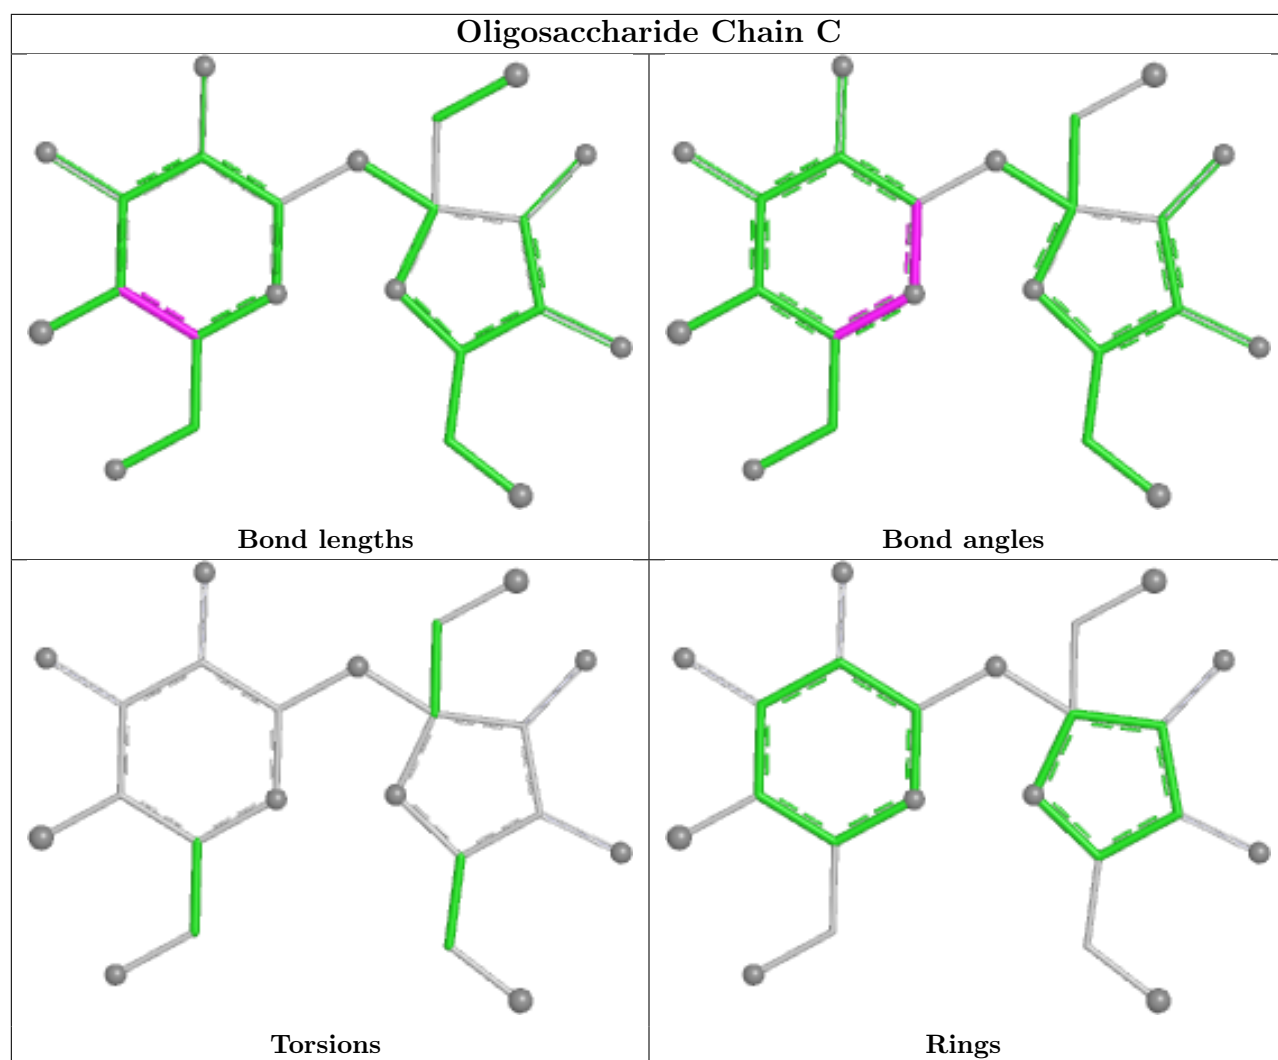 Oligosaccharide Chain C
Bond lengths
Bond angles
Torsions
Rings